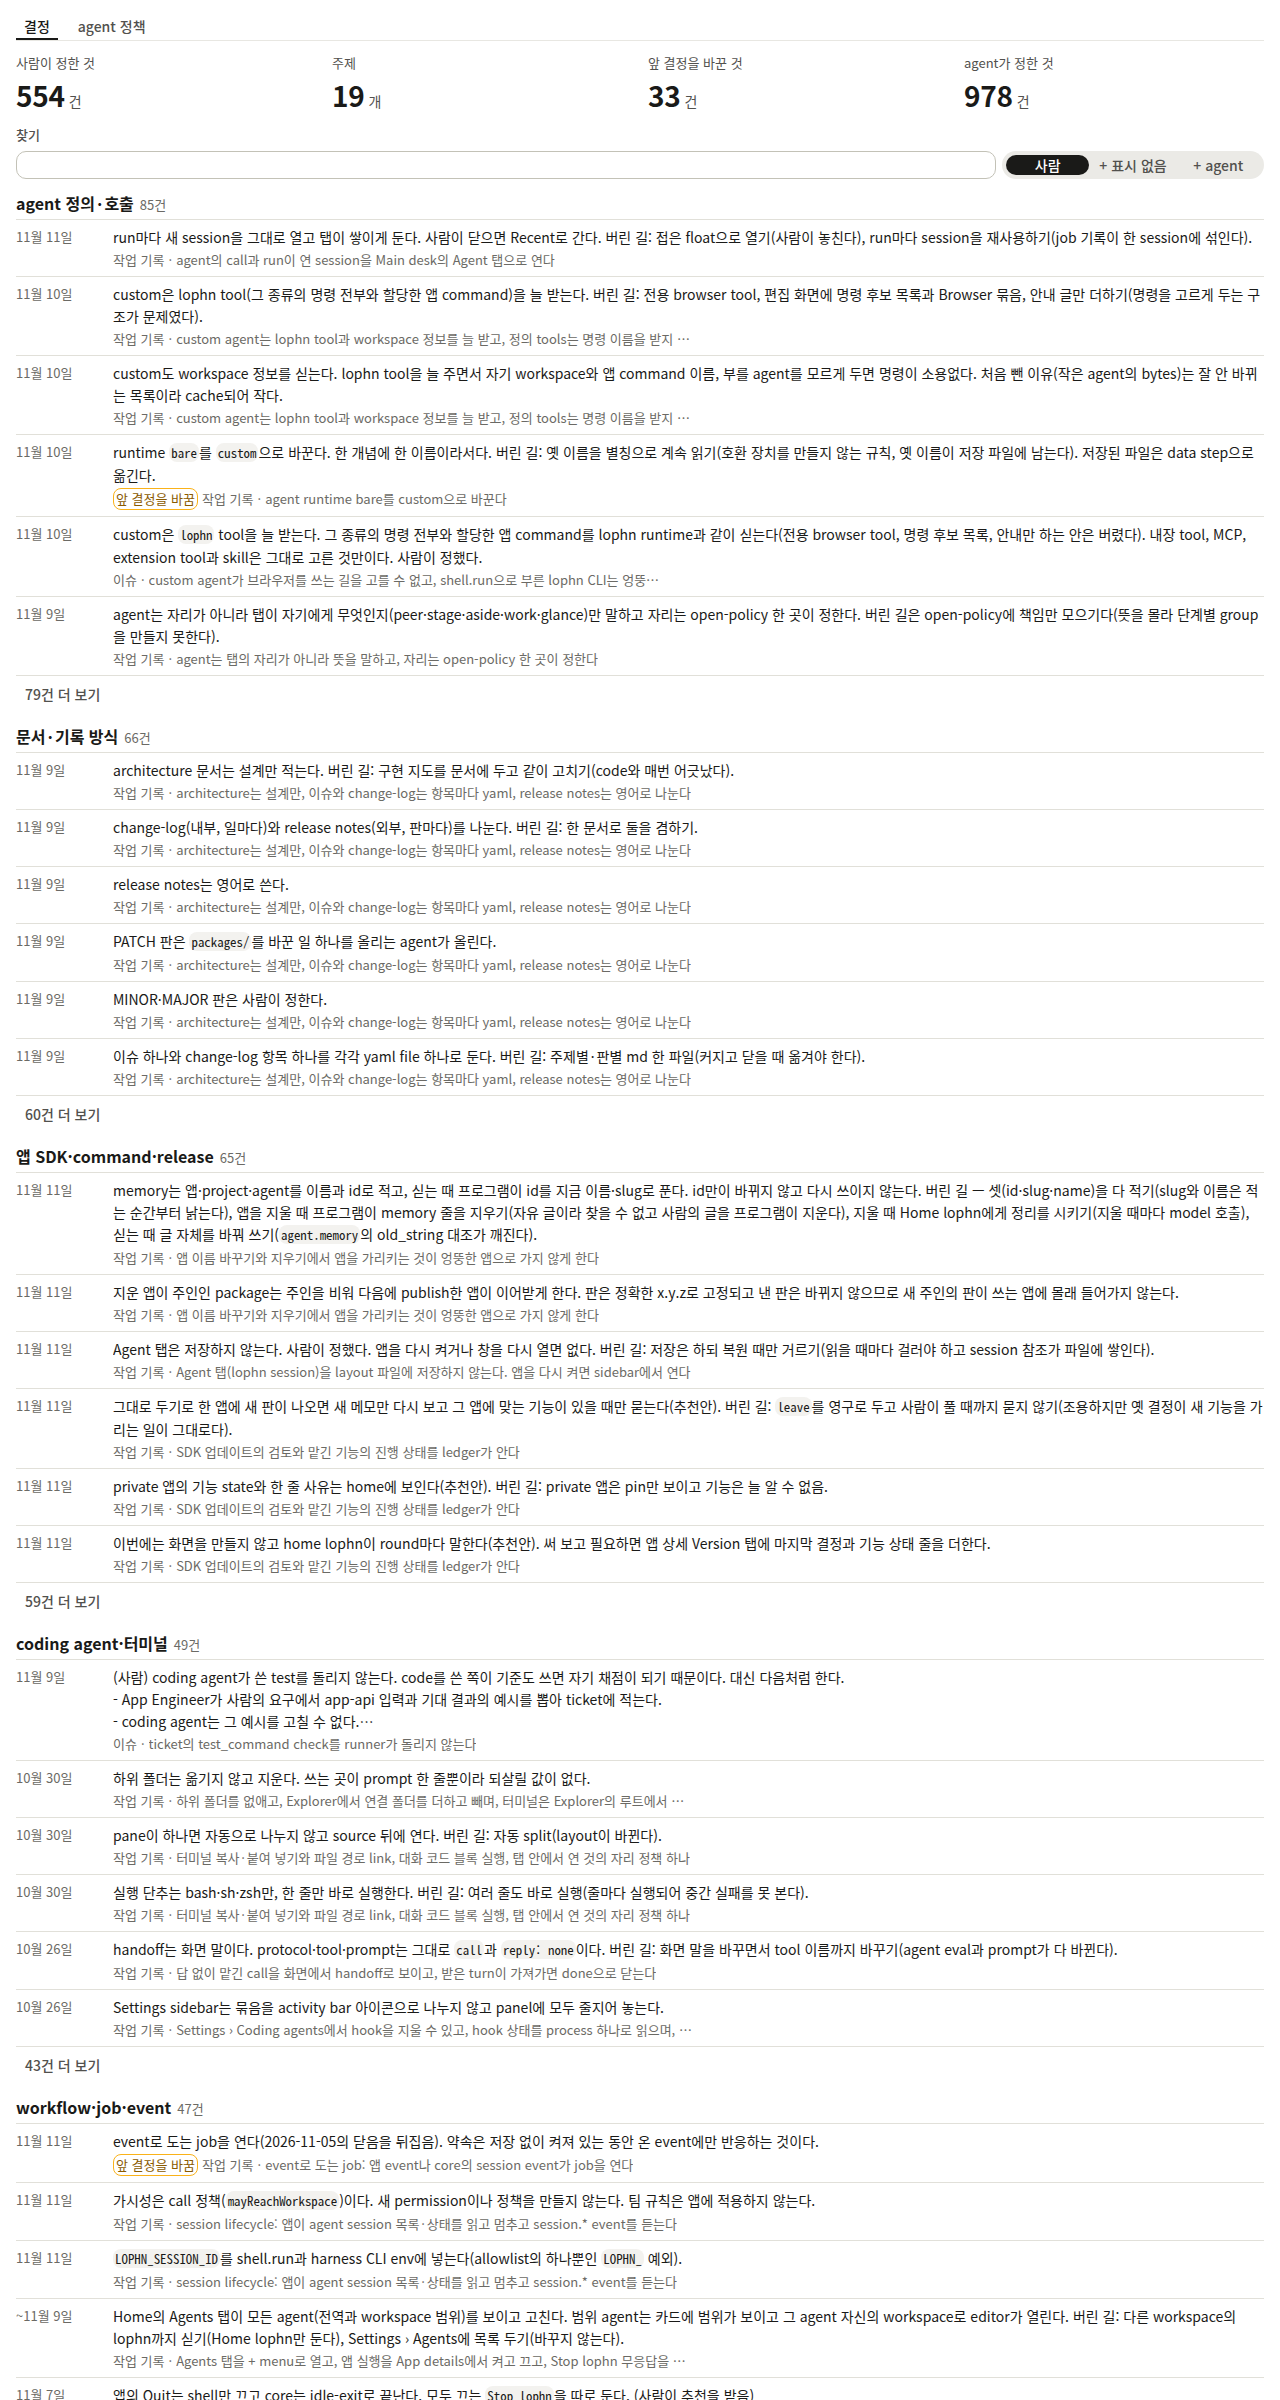 결정 agent 정책
사람이 정한 것 주제 앞 결정을 바꾼 것 agent가 정한 것
554 건 19 개 33 건 978 건
찾기
사람 + 표시 없음 + agent
agent 정의·호출 85건
11월 11일 run마다 새 session을 그대로 열고 탭이 쌓이게 둔다. 사람이 닫으면 Recent로 간다. 버린 길: 접은 float으로 열기(사람이 놓친다), run마다 session을 재사용하기(job 기록이 한 session에 섞인다).
작업 기록 · agent의 call과 run이 연 session을 Main desk의 Agent 탭으로 연다
11월 10일 custom은 lophn tool(그 종류의 명령 전부와 할당한 앱 command)을 늘 받는다. 버린 길: 전용 browser tool, 편집 화면에 명령 후보 목록과 Browser 묶음, 안내 글만 더하기(명령을 고르게 두는 구
조가 문제였다).
작업 기록 · custom agent는 lophn tool과 workspace 정보를 늘 받고, 정의 tools는 명령 이름을 받지 …
11월 10일 custom도 workspace 정보를 싣는다. lophn tool을 늘 주면서 자기 workspace와 앱 command 이름, 부를 agent를 모르게 두면 명령이 소용없다. 처음 뺀 이유(작은 agent의 bytes)는 잘 안 바뀌
는 목록이라 cache되어 작다.
작업 기록 · custom agent는 lophn tool과 workspace 정보를 늘 받고, 정의 tools는 명령 이름을 받지 …
11월 10일 runtime bare를 custom으로 바꾼다. 한 개념에 한 이름이라서다. 버린 길: 옛 이름을 별칭으로 계속 읽기(호환 장치를 만들지 않는 규칙, 옛 이름이 저장 파일에 남는다). 저장된 파일은 data step으로
옮긴다.
앞 결정을 바꿈 작업 기록 · agent runtime bare를 custom으로 바꾼다
11월 10일 custom은 lophn tool을 늘 받는다. 그 종류의 명령 전부와 할당한 앱 command를 lophn runtime과 같이 싣는다(전용 browser tool, 명령 후보 목록, 안내만 하는 안은 버렸다). 내장 tool, MCP,
extension tool과 skill은 그대로 고른 것만이다. 사람이 정했다.
이슈 · custom agent가 브라우저를 쓰는 길을 고를 수 없고, shell.run으로 부른 lophn CLI는 엉뚱…
11월 9일 agent는 자리가 아니라 탭이 자기에게 무엇인지(peer·stage·aside·work·glance)만 말하고 자리는 open-policy 한 곳이 정한다. 버린 길은 open-policy에 책임만 모으기다(뜻을 몰라 단계별 group
을 만들지 못한다).
작업 기록 · agent는 탭의 자리가 아니라 뜻을 말하고, 자리는 open-policy 한 곳이 정한다
79건 더 보기
문서·기록 방식 66건
11월 9일 architecture 문서는 설계만 적는다. 버린 길: 구현 지도를 문서에 두고 같이 고치기(code와 매번 어긋났다).
작업 기록 · architecture는 설계만, 이슈와 change-log는 항목마다 yaml, release notes는 영어로 나눈다
11월 9일 change-log(내부, 일마다)와 release notes(외부, 판마다)를 나눈다. 버린 길: 한 문서로 둘을 겸하기.
작업 기록 · architecture는 설계만, 이슈와 change-log는 항목마다 yaml, release notes는 영어로 나눈다
11월 9일 release notes는 영어로 쓴다.
작업 기록 · architecture는 설계만, 이슈와 change-log는 항목마다 yaml, release notes는 영어로 나눈다
11월 9일 PATCH 판은 packages/를 바꾼 일 하나를 올리는 agent가 올린다.
작업 기록 · architecture는 설계만, 이슈와 change-log는 항목마다 yaml, release notes는 영어로 나눈다
11월 9일 MINOR·MAJOR 판은 사람이 정한다.
작업 기록 · architecture는 설계만, 이슈와 change-log는 항목마다 yaml, release notes는 영어로 나눈다
11월 9일 이슈 하나와 change-log 항목 하나를 각각 yaml file 하나로 둔다. 버린 길: 주제별·판별 md 한 파일(커지고 닫을 때 옮겨야 한다).
작업 기록 · architecture는 설계만, 이슈와 change-log는 항목마다 yaml, release notes는 영어로 나눈다
60건 더 보기
앱 SDK·command·release 65건
11월 11일 memory는 앱·project·agent를 이름과 id로 적고, 싣는 때 프로그램이 id를 지금 이름·slug로 푼다. id만이 바뀌지 않고 다시 쓰이지 않는다. 버린 길 — 셋(id·slug·name)을 다 적기(slug와 이름은 적
는 순간부터 낡는다), 앱을 지울 때 프로그램이 memory 줄을 지우기(자유 글이라 찾을 수 없고 사람의 글을 프로그램이 지운다), 지울 때 Home lophn에게 정리를 시키기(지울 때마다 model 호출),
싣는 때 글 자체를 바꿔 쓰기(agent.memory의 old_string 대조가 깨진다).
작업 기록 · 앱 이름 바꾸기와 지우기에서 앱을 가리키는 것이 엉뚱한 앱으로 가지 않게 한다
11월 11일 지운 앱이 주인인 package는 주인을 비워 다음에 publish한 앱이 이어받게 한다. 판은 정확한 x.y.z로 고정되고 낸 판은 바뀌지 않으므로 새 주인의 판이 쓰는 앱에 몰래 들어가지 않는다.
작업 기록 · 앱 이름 바꾸기와 지우기에서 앱을 가리키는 것이 엉뚱한 앱으로 가지 않게 한다
11월 11일 Agent 탭은 저장하지 않는다. 사람이 정했다. 앱을 다시 켜거나 창을 다시 열면 없다. 버린 길: 저장은 하되 복원 때만 거르기(읽을 때마다 걸러야 하고 session 참조가 파일에 쌓인다).
작업 기록 · Agent 탭(lophn session)을 layout 파일에 저장하지 않는다. 앱을 다시 켜면 sidebar에서 연다
11월 11일 그대로 두기로 한 앱에 새 판이 나오면 새 메모만 다시 보고 그 앱에 맞는 기능이 있을 때만 묻는다(추천안). 버린 길: leave를 영구로 두고 사람이 풀 때까지 묻지 않기(조용하지만 옛 결정이 새 기능을 가
리는 일이 그대로다).
작업 기록 · SDK 업데이트의 검토와 맡긴 기능의 진행 상태를 ledger가 안다
11월 11일 private 앱의 기능 state와 한 줄 사유는 home에 보인다(추천안). 버린 길: private 앱은 pin만 보이고 기능은 늘 알 수 없음.
작업 기록 · SDK 업데이트의 검토와 맡긴 기능의 진행 상태를 ledger가 안다
11월 11일 이번에는 화면을 만들지 않고 home lophn이 round마다 말한다(추천안). 써 보고 필요하면 앱 상세 Version 탭에 마지막 결정과 기능 상태 줄을 더한다.
작업 기록 · SDK 업데이트의 검토와 맡긴 기능의 진행 상태를 ledger가 안다
59건 더 보기
coding agent·터미널 49건
11월 9일 (사람) coding agent가 쓴 test를 돌리지 않는다. code를 쓴 쪽이 기준도 쓰면 자기 채점이 되기 때문이다. 대신 다음처럼 한다.
- App Engineer가 사람의 요구에서 app-api 입력과 기대 결과의 예시를 뽑아 ticket에 적는다.
- coding agent는 그 예시를 고칠 수 없다.…
이슈 · ticket의 test_command check를 runner가 돌리지 않는다
10월 30일 하위 폴더는 옮기지 않고 지운다. 쓰는 곳이 prompt 한 줄뿐이라 되살릴 값이 없다.
작업 기록 · 하위 폴더를 없애고, Explorer에서 연결 폴더를 더하고 빼며, 터미널은 Explorer의 루트에서 …
10월 30일 pane이 하나면 자동으로 나누지 않고 source 뒤에 연다. 버린 길: 자동 split(layout이 바뀐다).
작업 기록 · 터미널 복사·붙여 넣기와 파일 경로 link, 대화 코드 블록 실행, 탭 안에서 연 것의 자리 정책 하나
10월 30일 실행 단추는 bash·sh·zsh만, 한 줄만 바로 실행한다. 버린 길: 여러 줄도 바로 실행(줄마다 실행되어 중간 실패를 못 본다).
작업 기록 · 터미널 복사·붙여 넣기와 파일 경로 link, 대화 코드 블록 실행, 탭 안에서 연 것의 자리 정책 하나
10월 26일 handoff는 화면 말이다. protocol·tool·prompt는 그대로 call과 reply: none이다. 버린 길: 화면 말을 바꾸면서 tool 이름까지 바꾸기(agent eval과 prompt가 다 바뀐다).
작업 기록 · 답 없이 맡긴 call을 화면에서 handoff로 보이고, 받은 turn이 가져가면 done으로 닫는다
10월 26일 Settings sidebar는 묶음을 activity bar 아이콘으로 나누지 않고 panel에 모두 줄지어 놓는다.
작업 기록 · Settings › Coding agents에서 hook을 지울 수 있고, hook 상태를 process 하나로 읽으며, …
43건 더 보기
workflow·job·event 47건
11월 11일 event로 도는 job을 연다(2026-11-05의 닫음을 뒤집음). 약속은 저장 없이 켜져 있는 동안 온 event에만 반응하는 것이다.
앞 결정을 바꿈 작업 기록 · event로 도는 job: 앱 event나 core의 session event가 job을 연다
11월 11일 가시성은 call 정책(mayReachWorkspace)이다. 새 permission이나 정책을 만들지 않는다. 팀 규칙은 앱에 적용하지 않는다.
작업 기록 · session lifecycle: 앱이 agent session 목록·상태를 읽고 멈추고 session.* event를 듣는다
11월 11일 LOPHN_SESSION_ID를 shell.run과 harness CLI env에 넣는다(allowlist의 하나뿐인 LOPHN_ 예외).
작업 기록 · session lifecycle: 앱이 agent session 목록·상태를 읽고 멈추고 session.* event를 듣는다
~11월 9일 Home의 Agents 탭이 모든 agent(전역과 workspace 범위)를 보이고 고친다. 범위 agent는 카드에 범위가 보이고 그 agent 자신의 workspace로 editor가 열린다. 버린 길: 다른 workspace의
lophn까지 싣기(Home lophn만 둔다), Settings › Agents에 목록 두기(바꾸지 않는다).
작업 기록 · Agents 탭을 + menu로 열고, 앱 실행을 App details에서 켜고 끄고, Stop lophn 무응답을 …
11월 7일 앱의 Quit는 shell만 끄고 core는 idle-exit로 끝난다. 모두 끄는 Stop lophn을 따로 둔다. (사람이 추천을 받음)